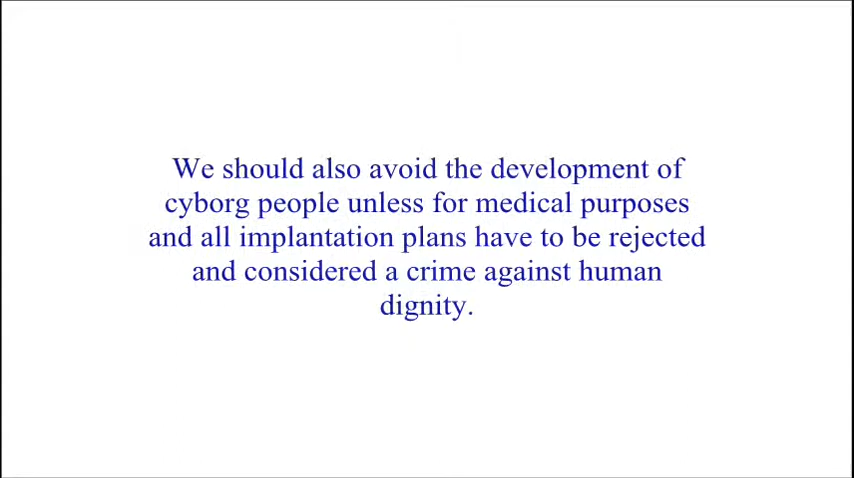 We should also avoid the development of
cyborg people unless for medical purposes
and all implantation plans have to be rejected
and considered a crime against human
dignity.